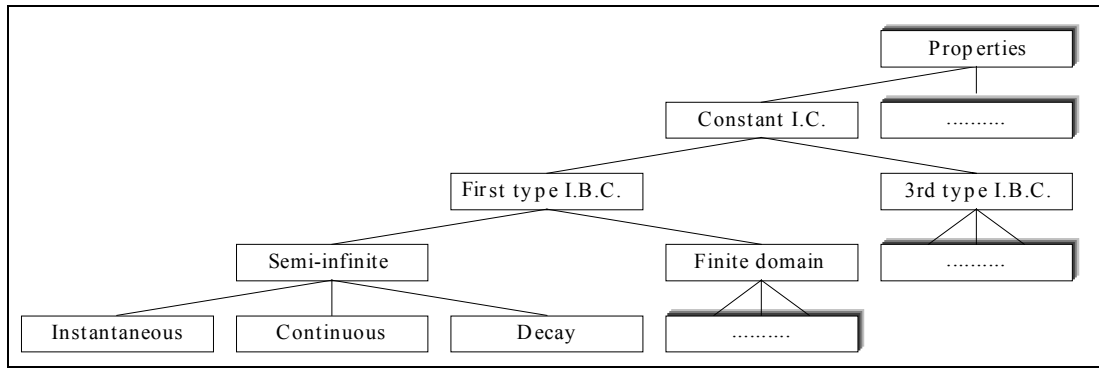 Properties
Constant I.C.
..........
First type I.B.C.
3rd type I.B.C.
Semi-infinite
Finite domain
..........
Instantaneous
Continuous
Decay
..........